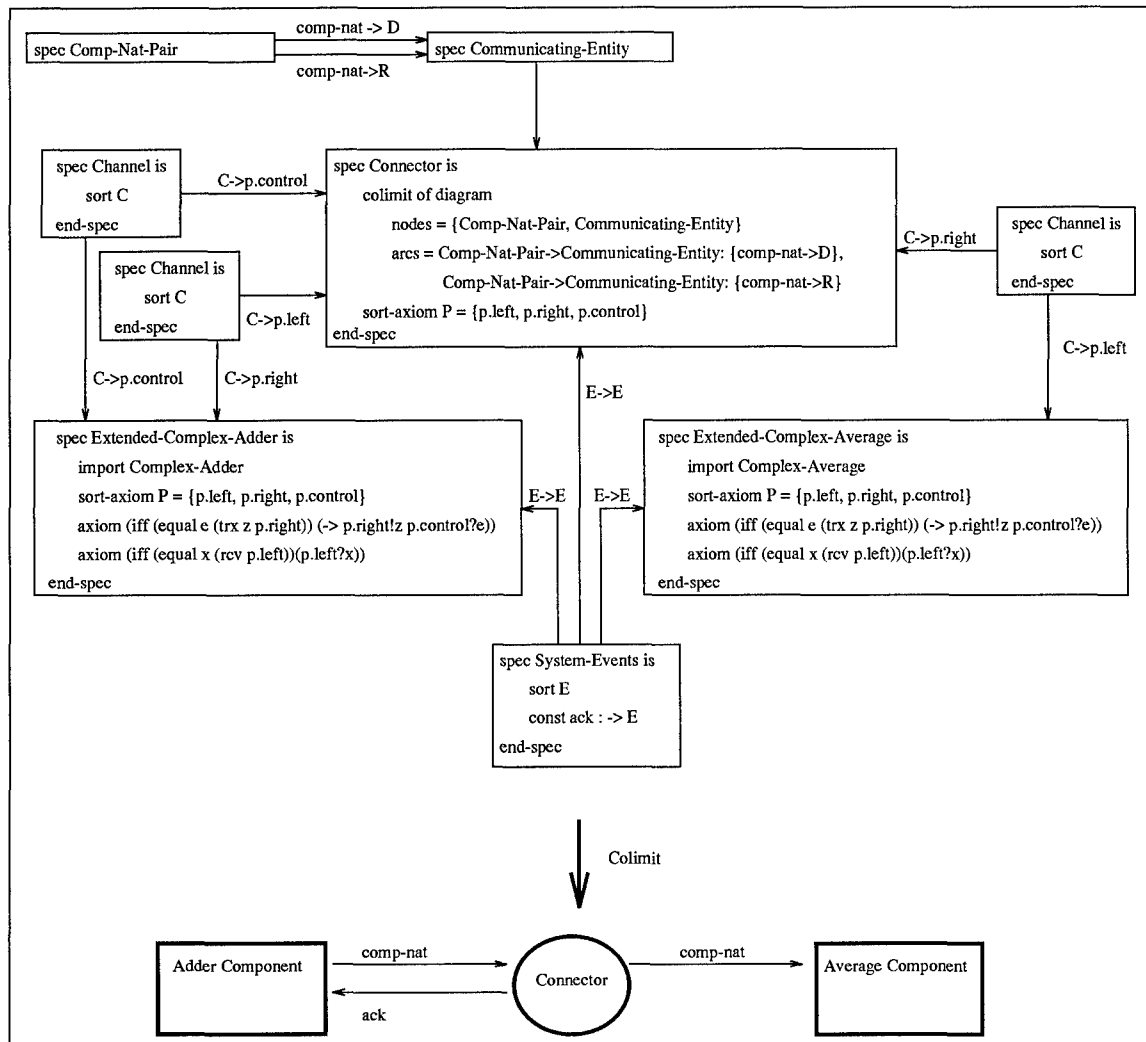 comp-nat -> D
spec Comp-Nat-Pair
spec Communicating-Entity
comp-nat->R
spec Channel is
sort C
end-spec
C->p.control
spec Connector is
colimit of diagram
nodes = {Comp-Nat-Pair, Communicating-Entity}
arcs = Comp-Nat-Pair->Communicating-Entity: {comp-nat->D},
Comp-Nat-Pair->Communicating-Entity: {comp-nat->R}
sort-axiom P = {p.left, p.right, p.control}
end-spec
C->p.right
spec Channel is
sort C
end-spec
spec Channel is
sort C
end-spec
C->p.left
C->p.control
C->p.right
E->E
C->p.left
spec Extended-Complex-Adder is
import Complex-Adder
sort-axiom P = {p.left, p.right, p.control}
axiom (iff (equal e (trx z p.right)) (-> p.right!z p.control?e))
axiom (iff (equal x (rcv p.left))(p.left?x))
end-spec
E->E
E->E
spec Extended-Complex-Average is
import Complex-Average
sort-axiom P = {p.left, p.right, p.control}
axiom (iff (equal e (trx z p.right)) (-> p.right!z p.control?e))
axiom (iff (equal x (rcv p.left))(p.left?x))
end-spec
spec System-Events is
sort E
const ack : -> E
end-spec
Colimit
Adder Component
comp-nat
ack
Connector
comp-nat
Average Component